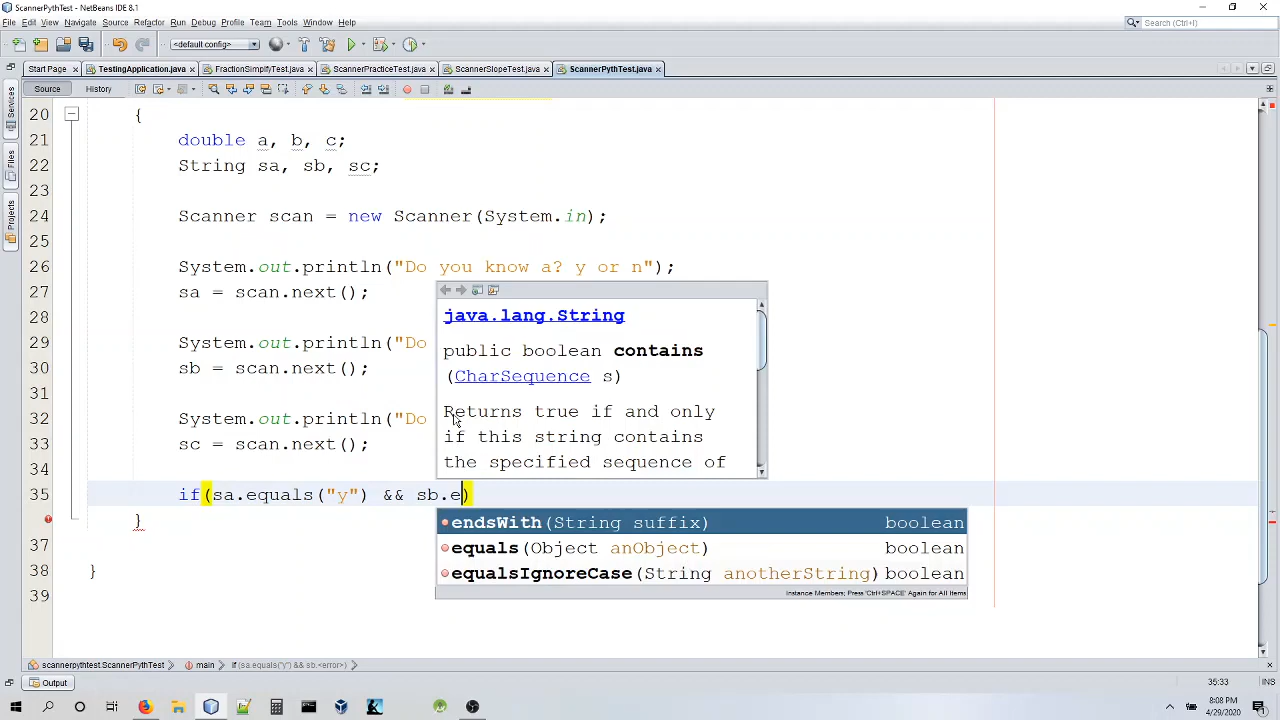 ScannerPythTest - NetBeans IDE 8.1
File Edit View Navigate Source Refactor Run Debug Profile Team Tools Window Help
Search (Ctrl+I)
<default config>
Start Page TestingApplication.java FractionSimplifyTest.java ScannerPracticeTest.java ScannerSlopeTest.java ScannerPythTest.java
Source History
Services
Files
Projects
20 {
21 double a, b, c;
22 String sa, sb, sc;
23
24 Scanner scan = new Scanner(System.in);
25
26 System.out.println("Do you know a? y or n");
27 sa = scan.next();
28
29 System.out.println("Do
30 sb = scan.next();
31
32 System.out.println("Do
33 sc = scan.next();
34
35 if(sa.equals("y") && sb.e)
}
37
38 }
39
java.lang.String
public boolean contains
(CharSequence s)
Returns true if and only
if this string contains
the specified sequence of
endsWith(String suffix) boolean
equals(Object anObject) boolean
equalsIgnoreCase(String anotherString) boolean
Instance Members; Press 'Ctrl+SPACE' Again for All Items
scannerpythtest.ScannerPythTest main if (sa.equals("y") && sb.<error>)
Output
35:33 INS
8:08 PM
4/29/2020